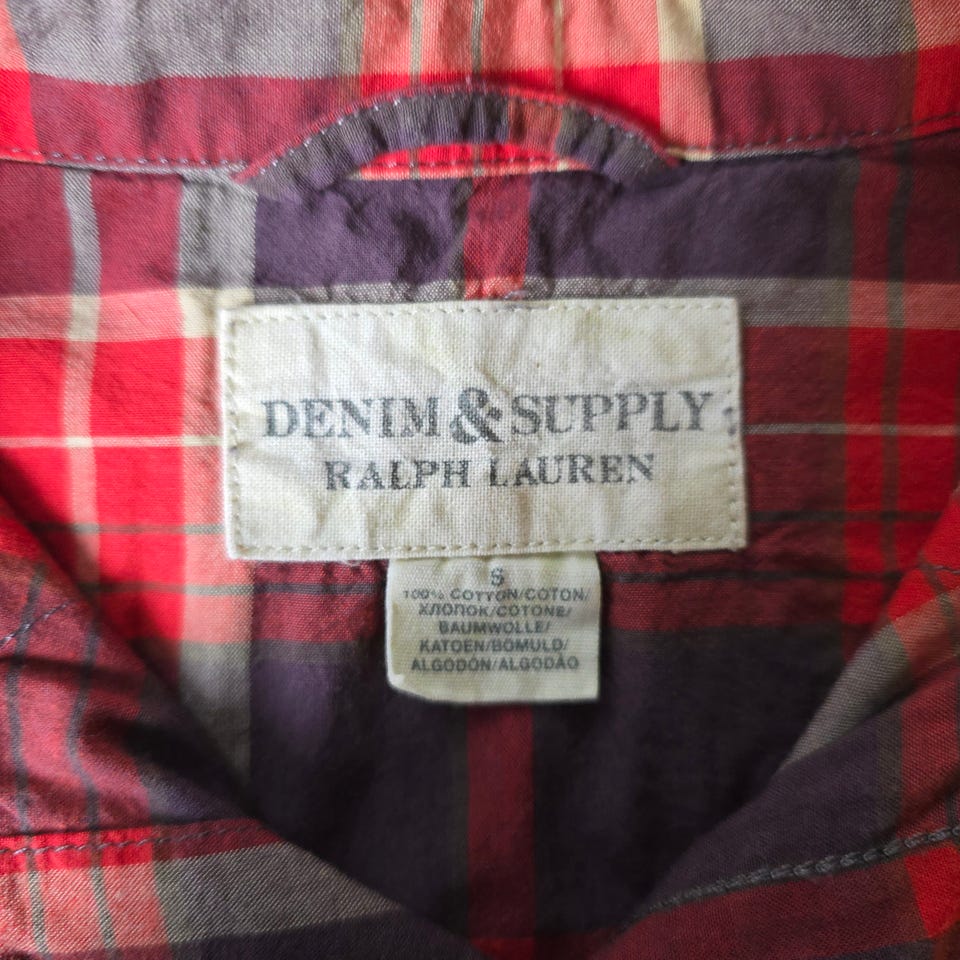 DENIM & SUPPLY
RALPH LAUREN
S
100% COTTON/COTON/
ХЛОПОК/COTONE/
BAUMWOLLE/
KATOEN/BOMULD/
ALGODÓN/ALGODÃO